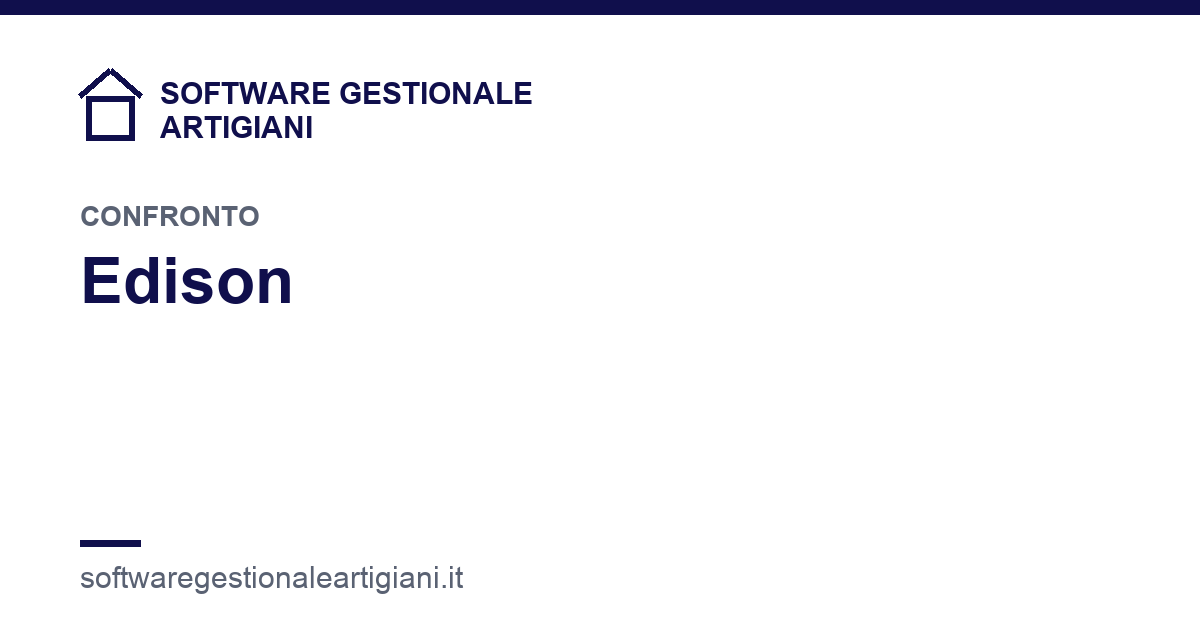 SOFTWARE GESTIONALE
ARTIGIANI
CONFRONTO
Edison
softwaregestionaleartigiani.it